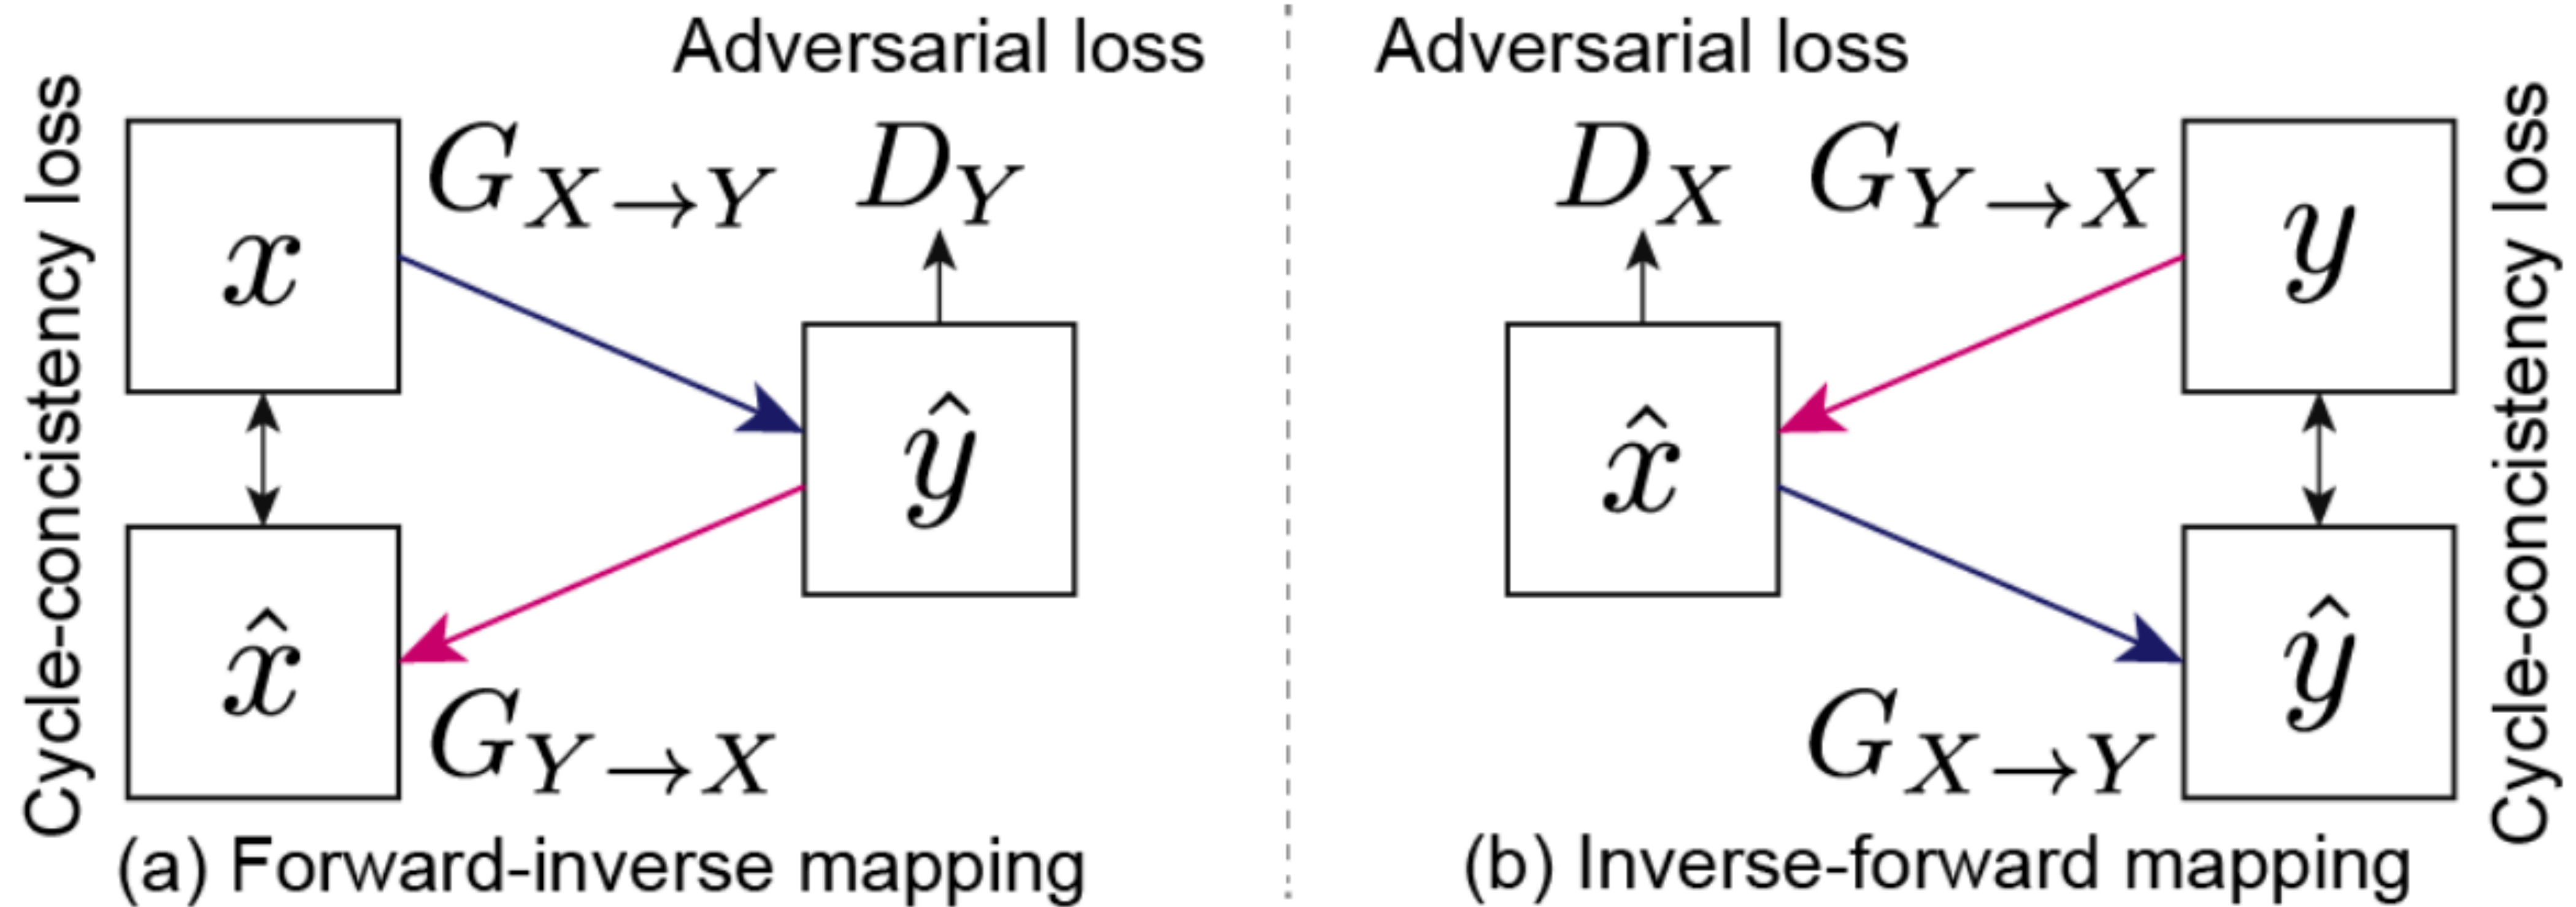 Adversarial loss
Cycle-concistency loss
x
G_{X→Y}
D_Y
ŷ
x̂
G_{Y→X}
(a) Forward-inverse mapping
Adversarial loss
D_X
G_{Y→X}
y
x̂
ŷ
G_{X→Y}
Cycle-concistency loss
(b) Inverse-forward mapping